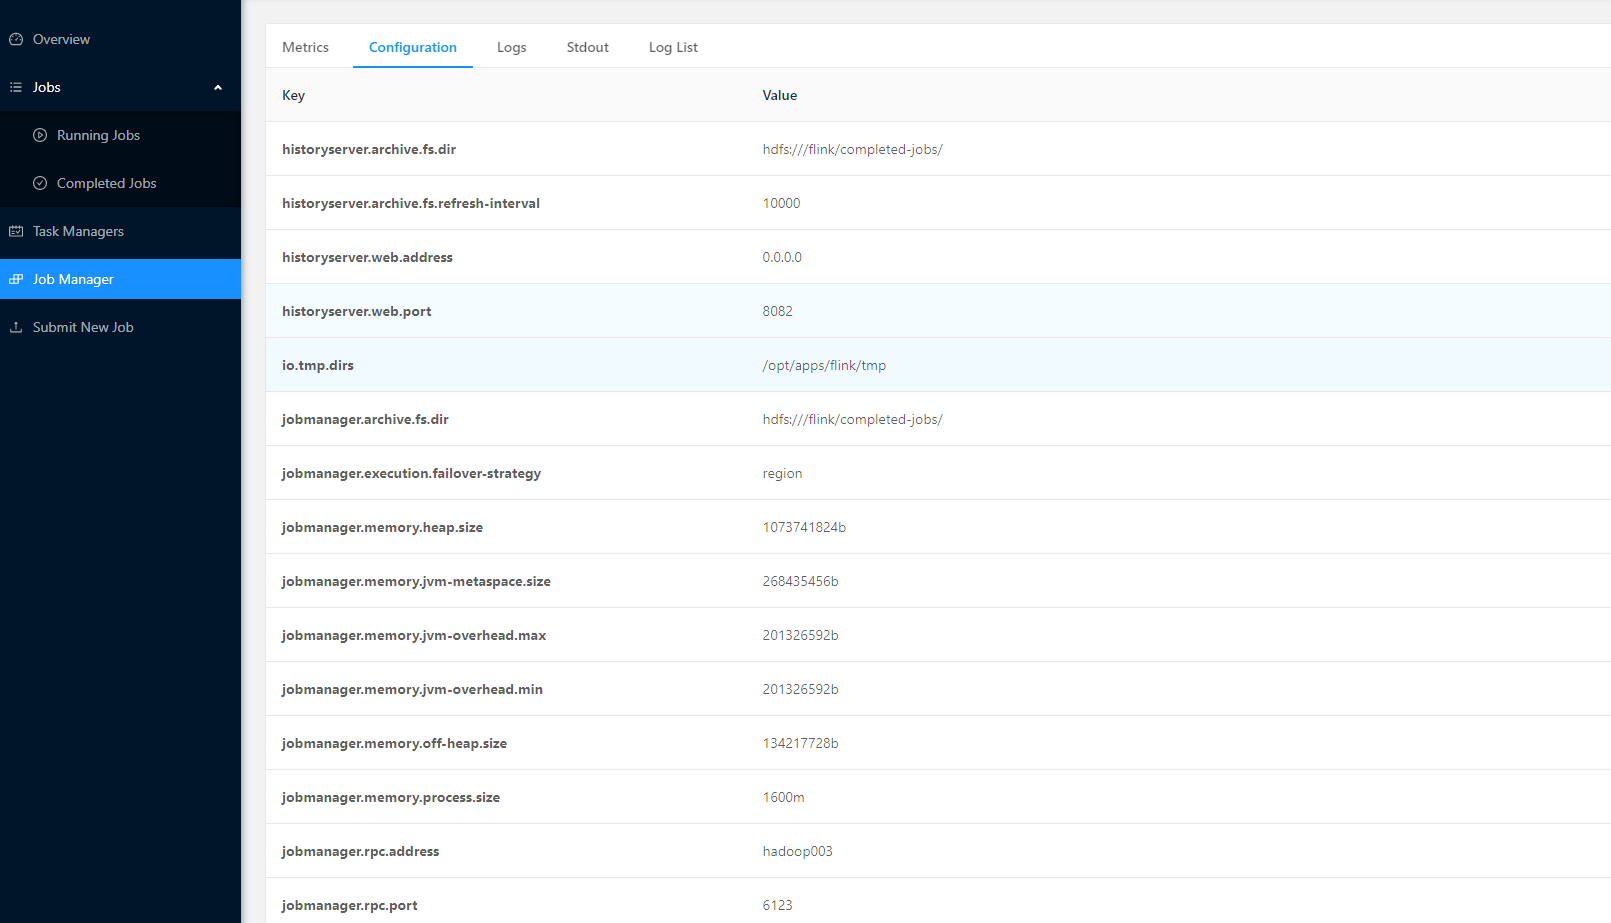 Overview
Jobs
Running Jobs
Completed Jobs
Task Managers
Job Manager
Submit New Job
Metrics Configuration Logs Stdout Log List
Key Value
historyserver.archive.fs.dir hdfs:///flink/completed-jobs/
historyserver.archive.fs.refresh-interval 10000
historyserver.web.address 0.0.0.0
historyserver.web.port 8082
io.tmp.dirs /opt/apps/flink/tmp
jobmanager.archive.fs.dir hdfs:///flink/completed-jobs/
jobmanager.execution.failover-strategy region
jobmanager.memory.heap.size 1073741824b
jobmanager.memory.jvm-metaspace.size 268435456b
jobmanager.memory.jvm-overhead.max 201326592b
jobmanager.memory.jvm-overhead.min 201326592b
jobmanager.memory.off-heap.size 134217728b
jobmanager.memory.process.size 1600m
jobmanager.rpc.address hadoop003
jobmanager.rpc.port 6123